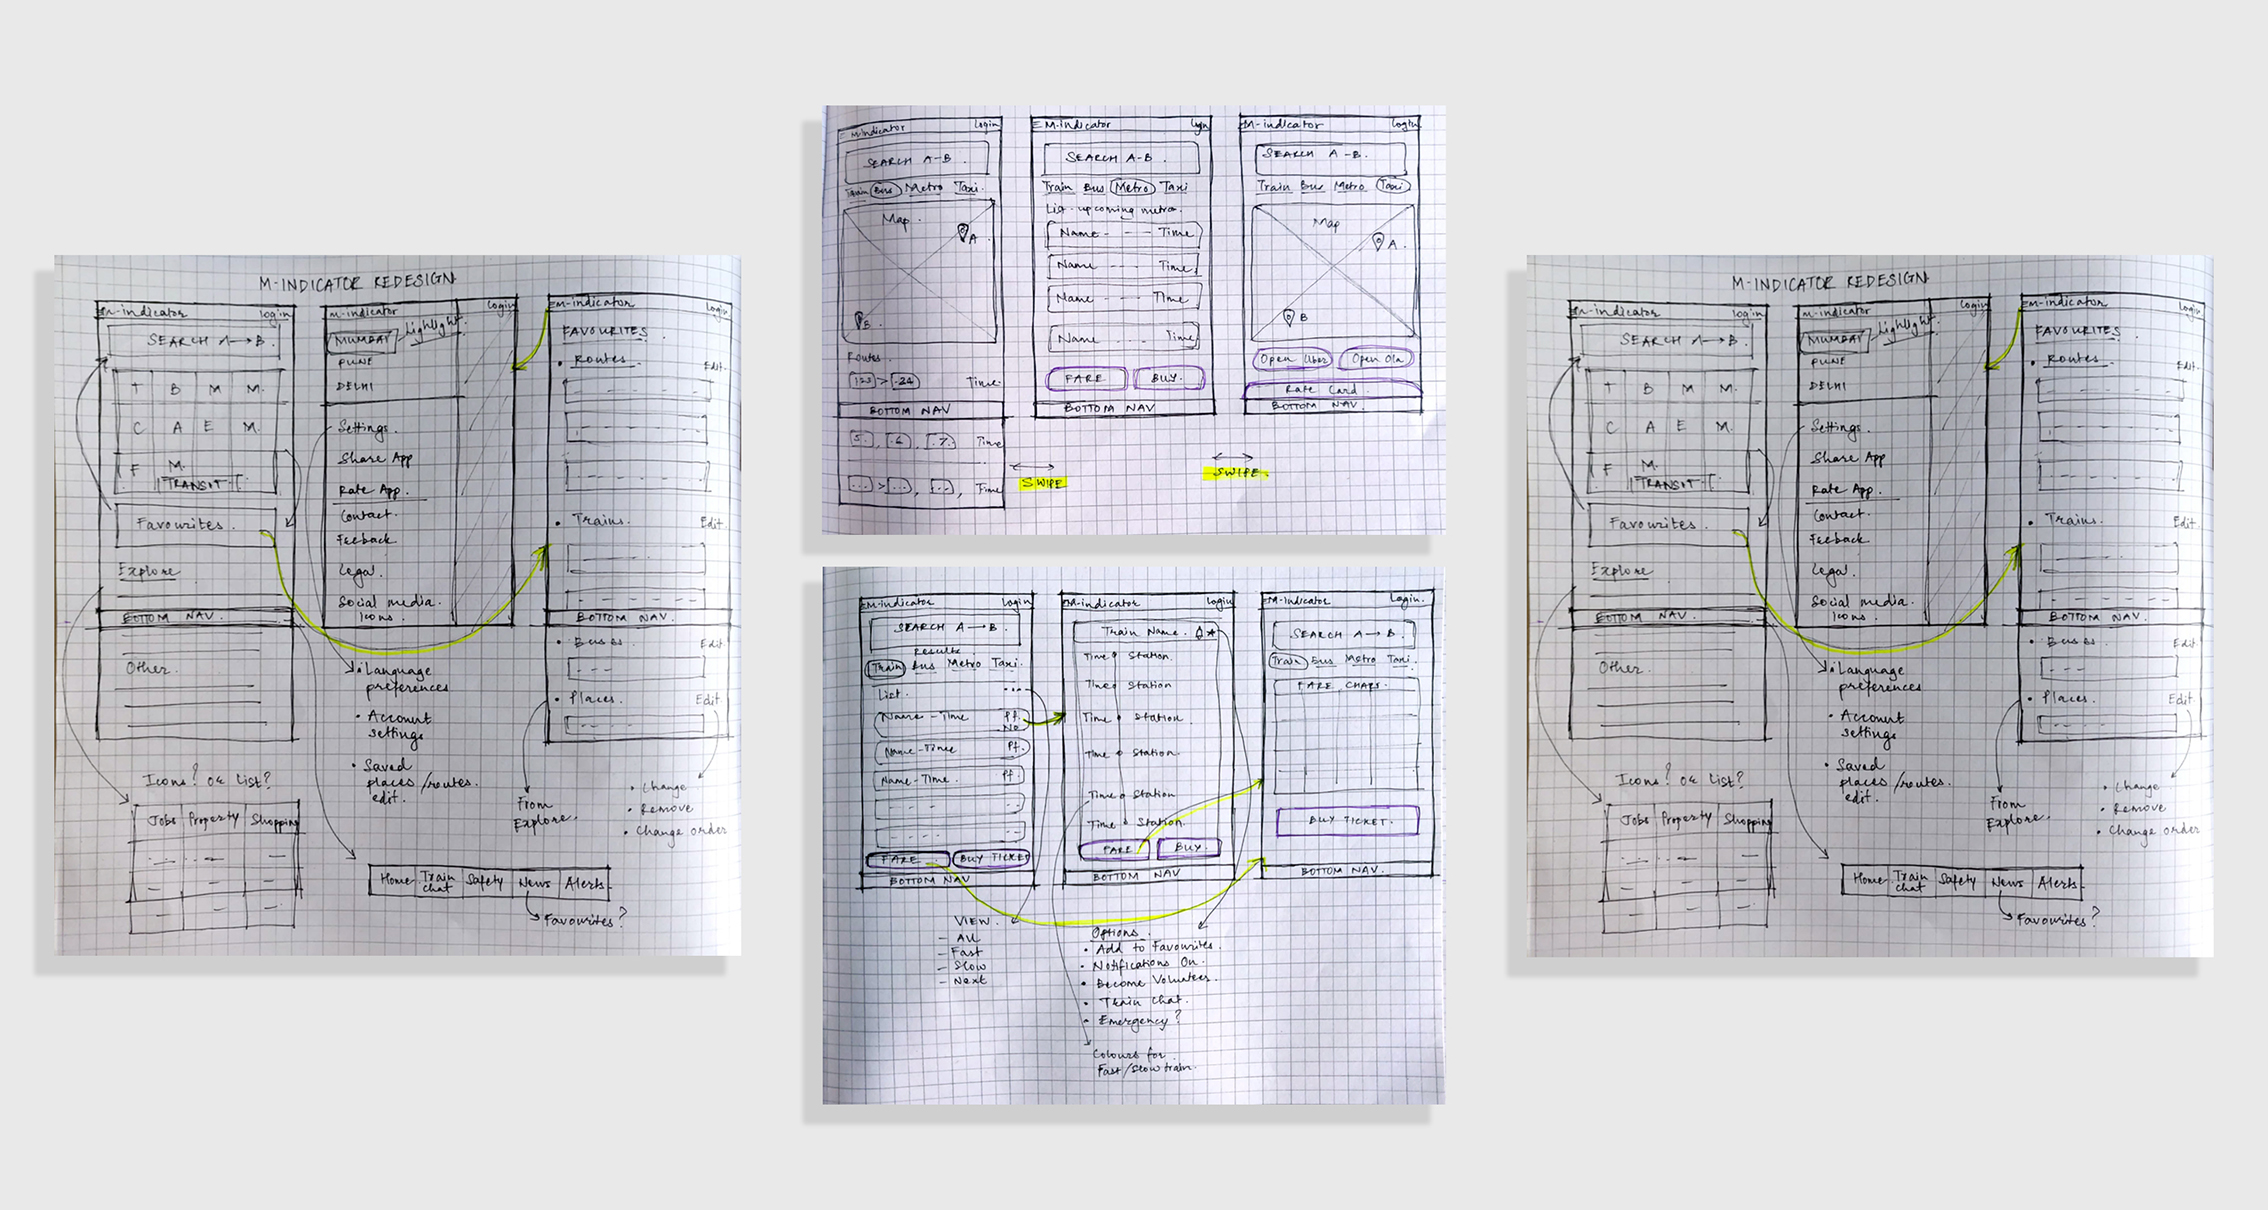 M-INDICATOR REDESIGN
m-indicator login
SEARCH A→B.
T B M M.
C A E M.
F M.
TRANSIT
Favourites.
Explore
BOTTOM NAV.
Other.
m-indicator Login
MUMBAI Highlight.
PUNE
DELHI
Settings.
Share App
Rate App.
Contact.
Feeback
Legal.
Social media.
Icons.
M-indicator Login
FAVOURITES
• Routes. Edit.
• Trains. Edit.
BOTTOM NAV.
• Buses Edit
• Places. Edit
• Language
preferences
• Account
settings
• Saved
places/routes.
edit.
From
Explore.
• Change
• Remove
• Change order
Icons? or List?
Jobs Property Shopping
Home Train chat Safety News Alerts
Favourites?
M-indicator Login
SEARCH A-B.
Train Bus Metro Taxi.
Map.
A.
B.
Routes.
123 > 24 Time
BOTTOM NAV
5., 6, 7. Time
..> .., .., Time
SWIPE
M-indicator Login
SEARCH A-B.
Train Bus Metro Taxi
List - upcoming metro.
Name - - - Time
Name - - - Time
Name - - - Time
Name - - - Time
FARE BUY.
BOTTOM NAV
SWIPE.
M-indicator Login
SEARCH A-B.
Train Bus Metro Taxi
Map
A.
B
Open Uber Open Ola
Rate Card
BOTTOM NAV.
M-indicator Login
SEARCH A→B
Results
Train Bus Metro Taxi.
List. ....
Name - Time Pf. No
Name-Time Pf.
Name-Time. Pf.
FARE BUY TICKET
BOTTOM NAV
VIEW.
- All
- Fast
- Slow
- Next
M-indicator Login
Train Name.
Time Station.
Time Station
Time Station.
Time Station.
Time Station
Time Station.
FARE BUY.
BOTTOM NAV
Options.
• Add to Favourites.
• Notifications On.
• Become Volunteer.
• Train chat.
• Emergency?
Colours for
Fast/Slow train.
M-indicator Login.
SEARCH A→B.
Train Bus Metro Taxi.
BUY TICKET.
BOTTOM NAV.
M-INDICATOR REDESIGN
m-indicator login
SEARCH A→B.
T B M M.
C A E M.
F M.
TRANSIT
Favourites.
Explore
BOTTOM NAV.
Other.
m-indicator Login
MUMBAI Highlight.
PUNE
DELHI
Settings.
Share App
Rate App.
Contact.
Feeback
Legal.
Social media.
Icons.
M-indicator Login
FAVOURITES
• Routes. Edit.
• Trains. Edit.
BOTTOM NAV.
• Buses Edit
• Places. Edit
• Language
preferences
• Account
settings
• Saved
places/routes.
edit.
From
Explore.
• Change
• Remove
• Change order
Icons? or List?
Jobs Property Shopping
Home Train chat Safety News Alerts
Favourites?